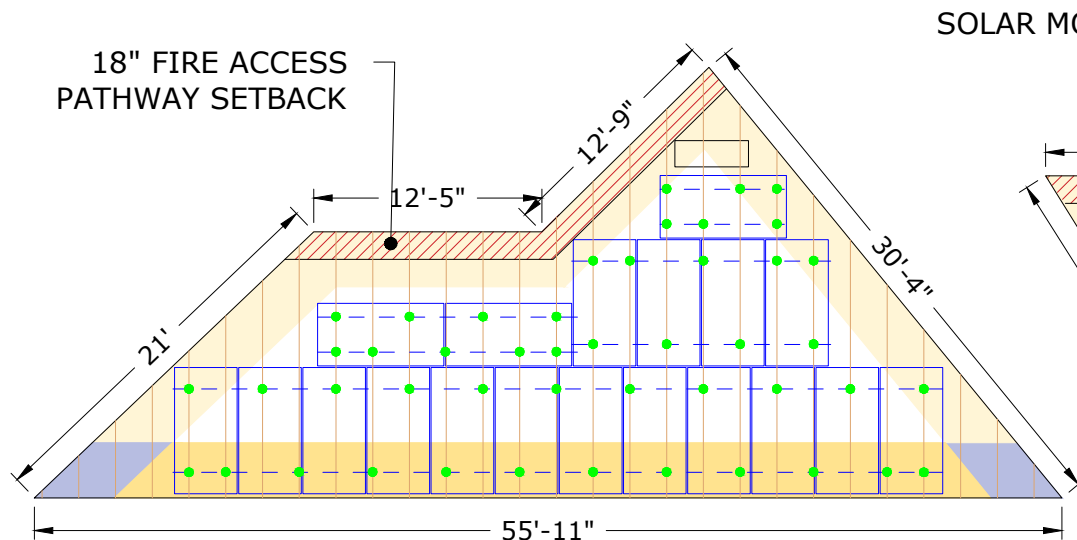 SOLAR MO
18" FIRE ACCESS
PATHWAY SETBACK
12'-9"
12'-5"
30'-4"
21'
55'-11"